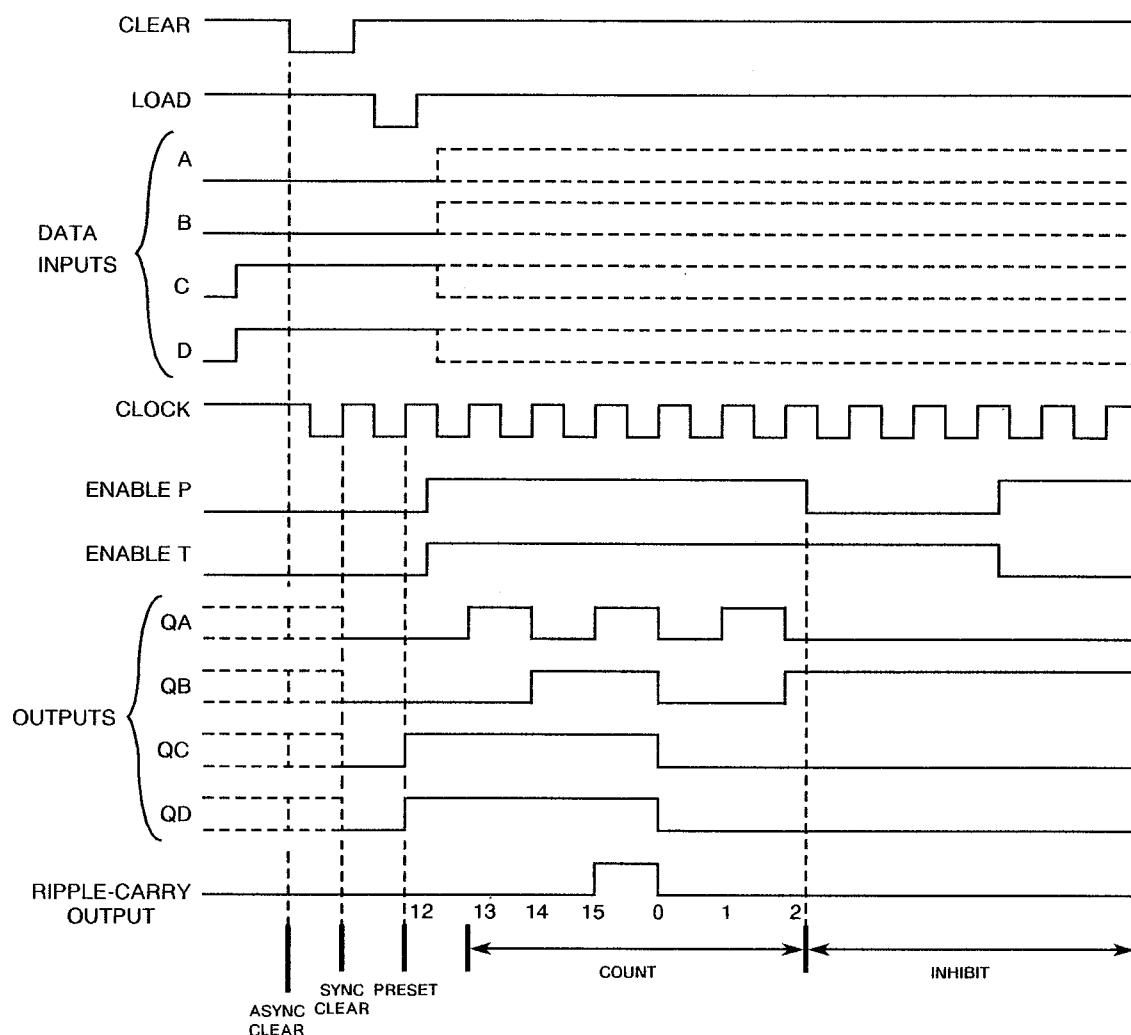 CLEAR
LOAD
A
B
DATA
INPUTS
C
D
CLOCK
ENABLE P
ENABLE T
QA
QB
OUTPUTS
QC
QD
RIPPLE-CARRY
OUTPUT
12 13 14 15 0 1 2
COUNT
INHIBIT
SYNC
CLEAR
PRESET
ASYNC
CLEAR